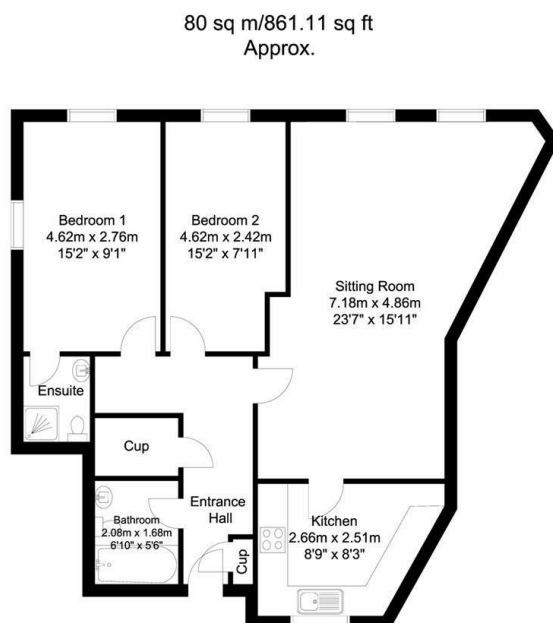 80 sq m/861.11 sq ft
Approx.
Bedroom 1
4.62m x 2.76m
15'2" x 9'1"
Bedroom 2
4.62m x 2.42m
15'2" x 7'11"
Sitting Room
7.18m x 4.86m
23'7" x 15'11"
Ensuite
Cup
Entrance
Hall
Bathroom
2.08m x 1.68m
6'10" x 5'6"
Cup
Kitchen
2.66m x 2.51m
8'9" x 8'3"